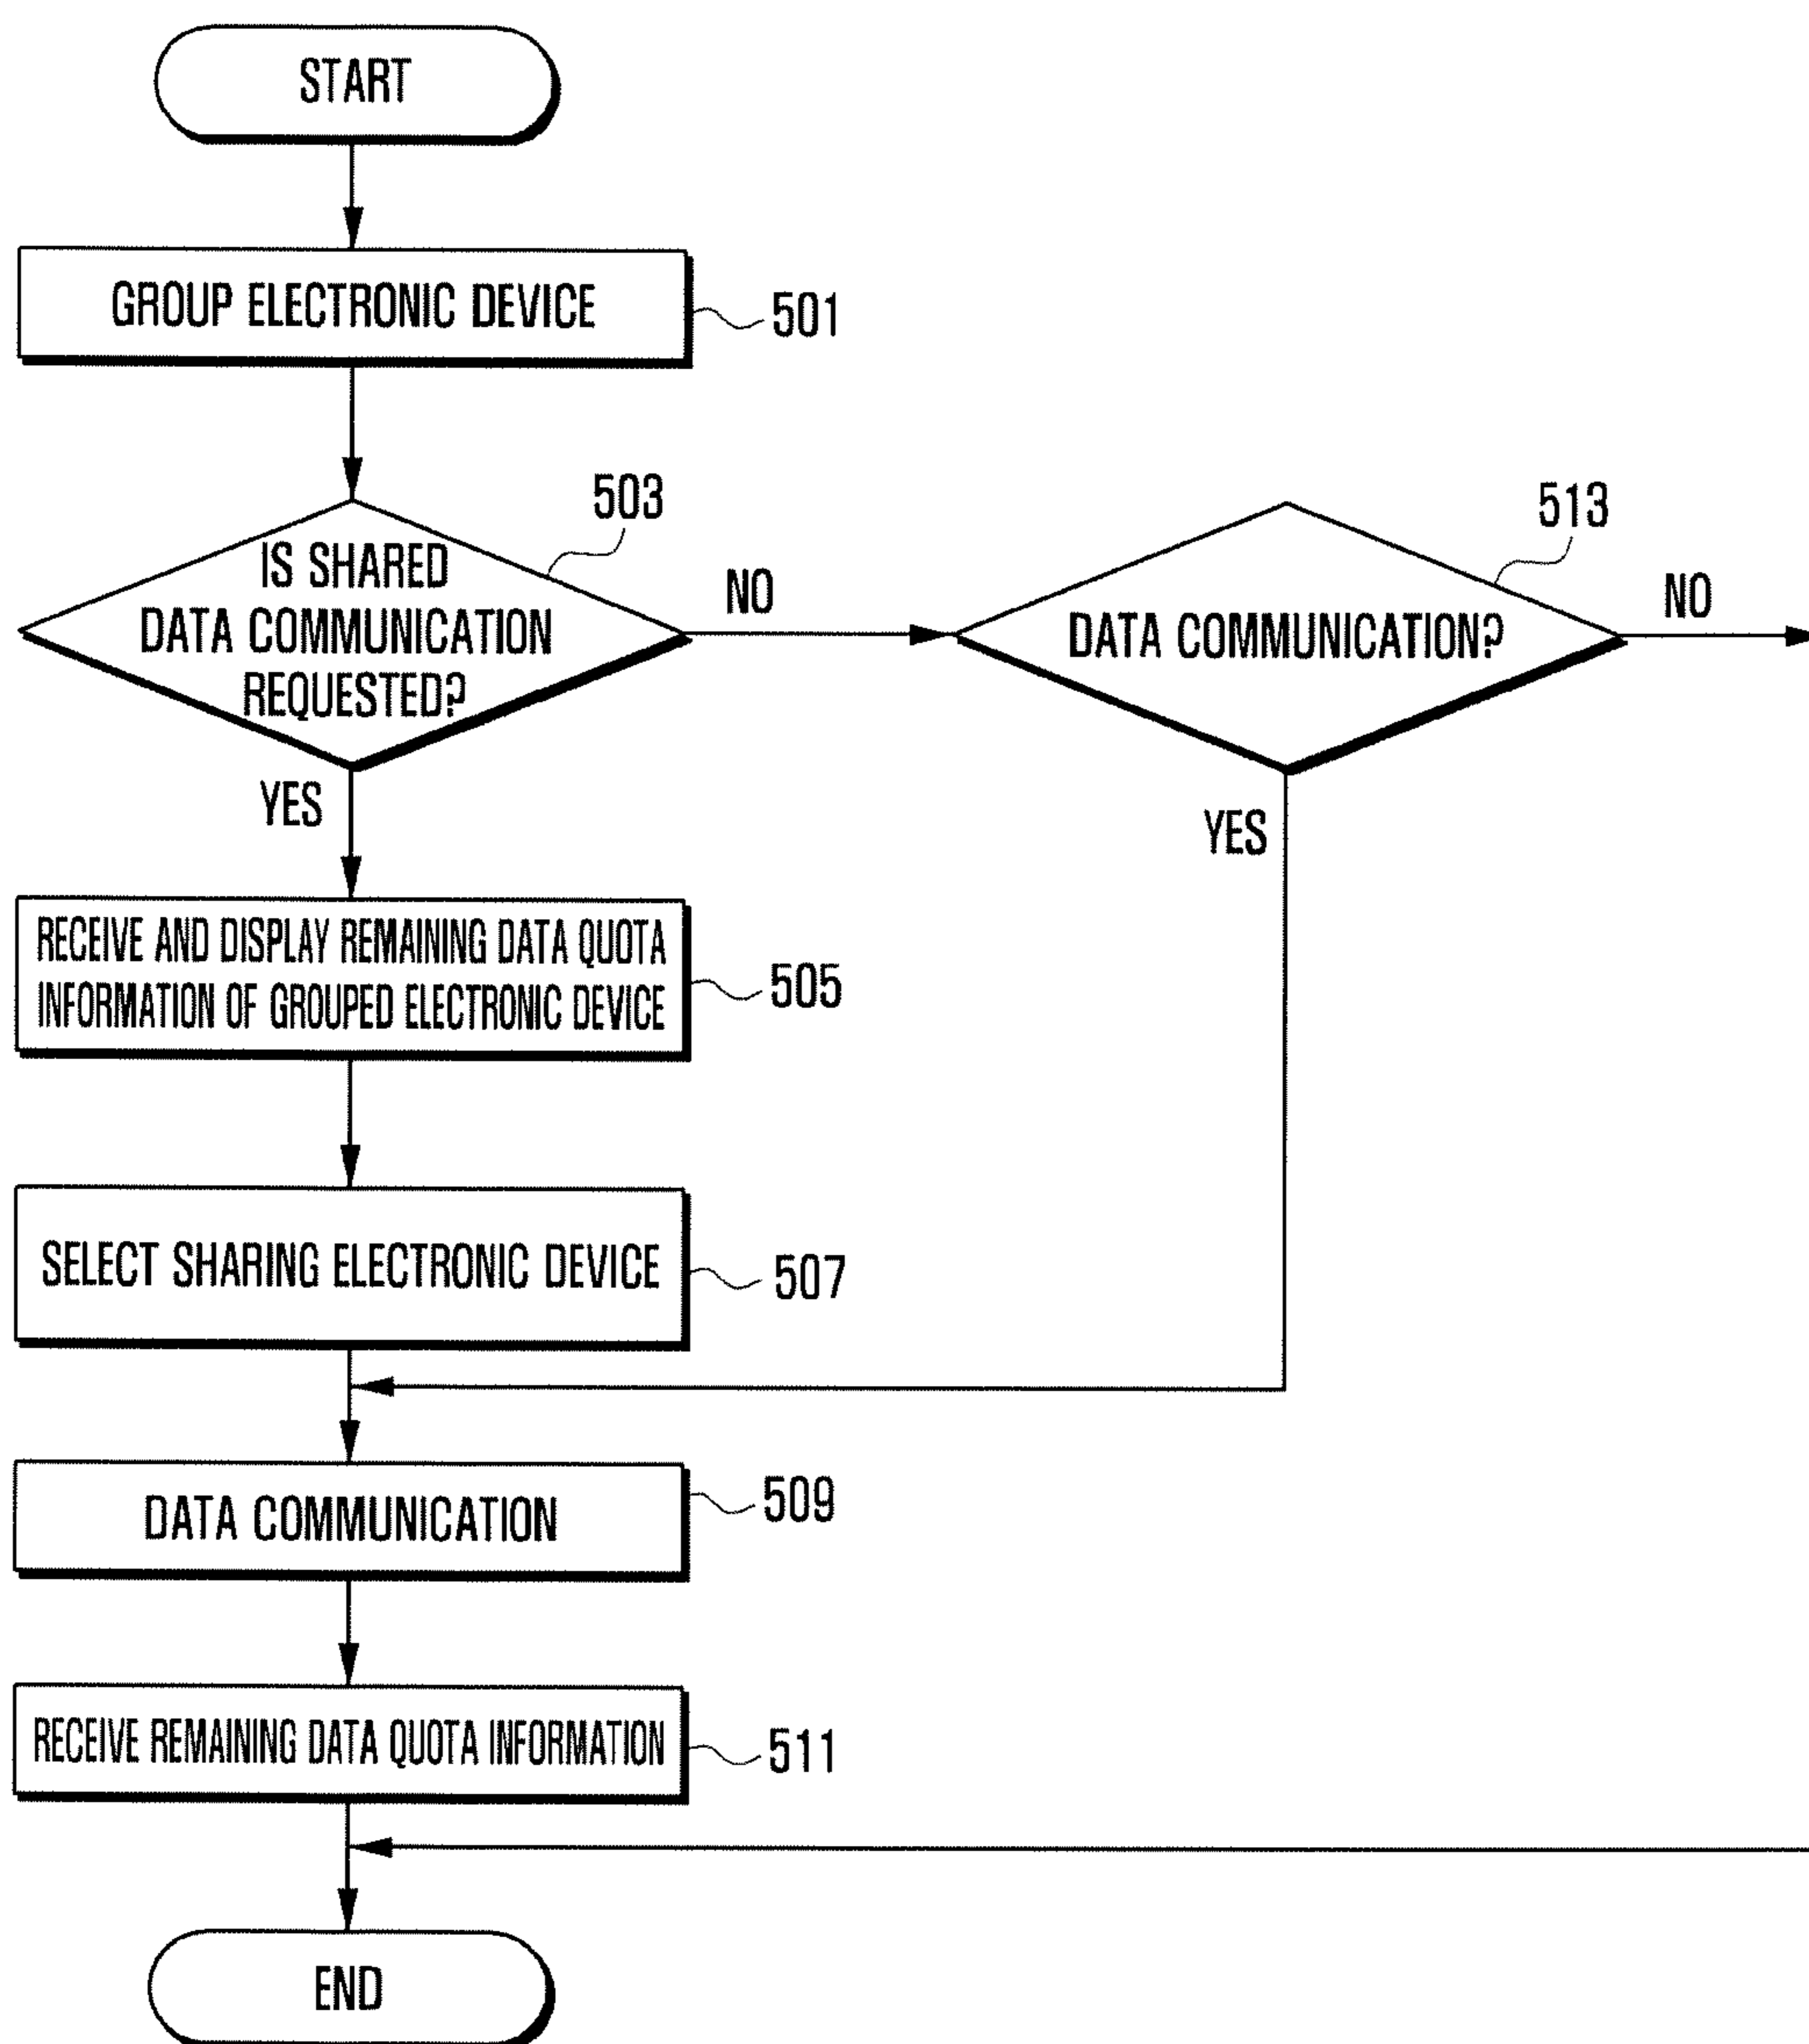 START
GROUP ELECTRONIC DEVICE
501
503
IS SHARED
DATA COMMUNICATION
REQUESTED?
NO
513
DATA COMMUNICATION?
NO
YES
YES
RECEIVE AND DISPLAY REMAINING DATA QUOTA
INFORMATION OF GROUPED ELECTRONIC DEVICE
505
SELECT SHARING ELECTRONIC DEVICE
507
DATA COMMUNICATION
509
RECEIVE REMAINING DATA QUOTA INFORMATION
511
END